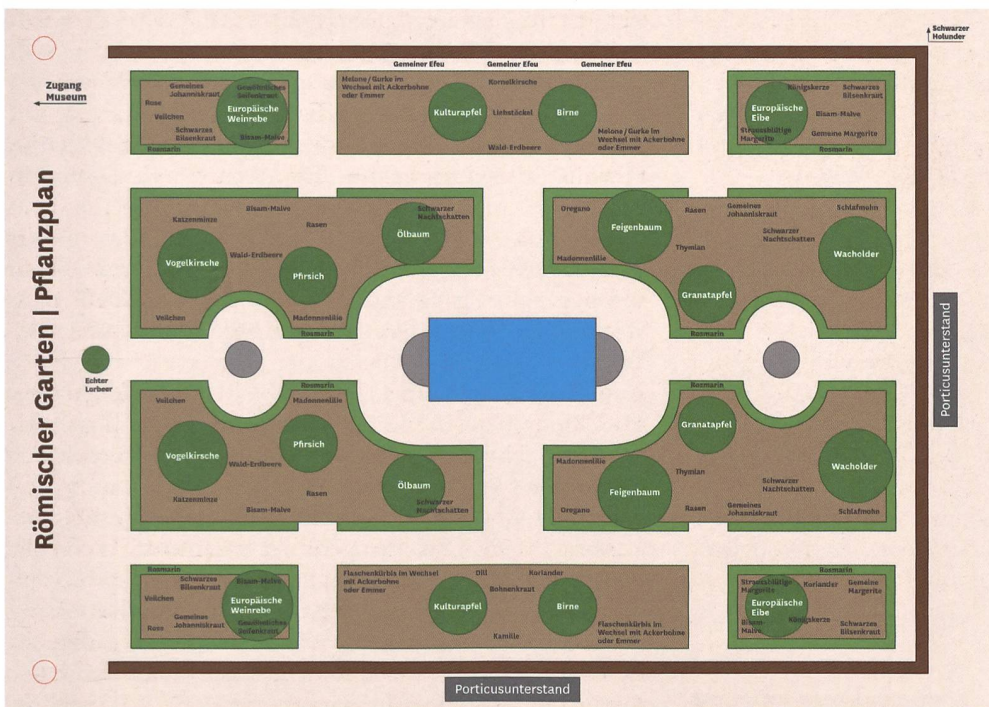 Schwarzer
Holunder
Zugang
Museum
Römischer Garten | Pflanzplan
Gemeiner Efeu
Gemeiner Efeu
Gemeiner Efeu
Gemeines
Johanniskraut
Gewöhnliches
Seifenkraut
Rose
Europäische
Weinrebe
Veilchen
Schwarzes
Bilsenkraut
Bisam-Malve
Rosmarin
Melone/Gurke im
Wechsel mit Ackerbohne
oder Emmer
Kornelkirsche
Kulturapfel
Liebstöckel
Birne
Wald-Erdbeere
Melone/Gurke im
Wechsel mit Ackerbohne
oder Emmer
Königskerze
Schwarzes
Bilsenkraut
Europäische
Eibe
Bisam-Malve
Straussblütige
Margerite
Gemeine Margerite
Rosmarin
Bisam-Malve
Katzenminze
Rasen
Schwarzer
Nachtschatten
Ölbaum
Wald-Erdbeere
Vogelkirsche
Pfirsich
Veilchen
Madonnenlilie
Rosmarin
Oregano
Feigenbaum
Rasen
Gemeines
Johanniskraut
Schlafmohn
Schwarzer
Nachtschatten
Thymian
Wacholder
Madonnenlilie
Granatapfel
Rosmarin
Echter
Lorbeer
Porticusunterstand
Rosmarin
Veilchen
Madonnenlilie
Vogelkirsche
Pfirsich
Wald-Erdbeere
Ölbaum
Katzenminze
Rasen
Schwarzer
Nachtschatten
Bisam-Malve
Rosmarin
Granatapfel
Madonnenlilie
Thymian
Wacholder
Schwarzer
Nachtschatten
Feigenbaum
Oregano
Rasen
Gemeines
Johanniskraut
Schlafmohn
Rosmarin
Schwarzes
Bilsenkraut
Bisam-Malve
Veilchen
Europäische
Weinrebe
Gemeines
Johanniskraut
Gewöhnliches
Seifenkraut
Rose
Flaschenkürbis im Wechsel
mit Ackerbohne
oder Emmer
Dill
Koriander
Bohnenkraut
Kulturapfel
Birne
Kamille
Flaschenkürbis im
Wechsel mit Ackerbohne
oder Emmer
Rosmarin
Straussblütige
Margerite
Koriander
Gemeine
Margerite
Europäische
Eibe
Bisam-
Malve
Königskerze
Schwarzes
Bilsenkraut
Porticusunterstand